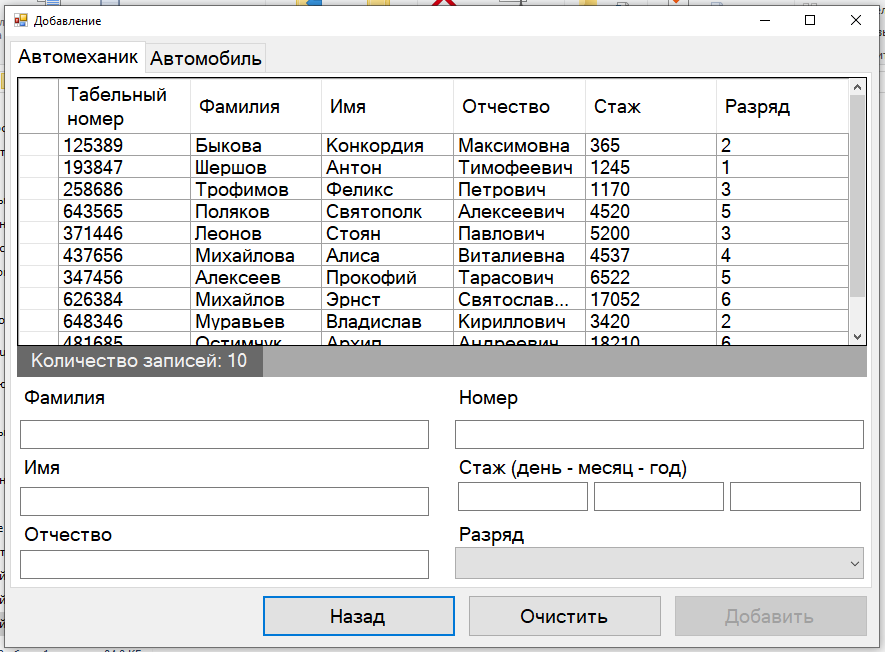 Добавление
Автомеханик Автомобиль
Табельный номер Фамилия Имя Отчество Стаж Разряд
125389 Быкова Конкордия Максимовна 365 2
193847 Шершов Антон Тимофеевич 1245 1
258686 Трофимов Феликс Петрович 1170 3
643565 Поляков Святополк Алексеевич 4520 5
371446 Леонов Стоян Павлович 5200 3
437656 Михайлова Алиса Виталиевна 4537 4
347456 Алексеев Прокофий Тарасович 6522 5
626384 Михайлов Эрнст Святослав... 17052 6
648346 Муравьев Владислав Кириллович 3420 2
481685 Остимчук Архип Андреевич 18210 6
Количество записей: 10
Фамилия Номер
Имя Стаж (день - месяц - год)
Отчество Разряд
Назад Очистить Добавить